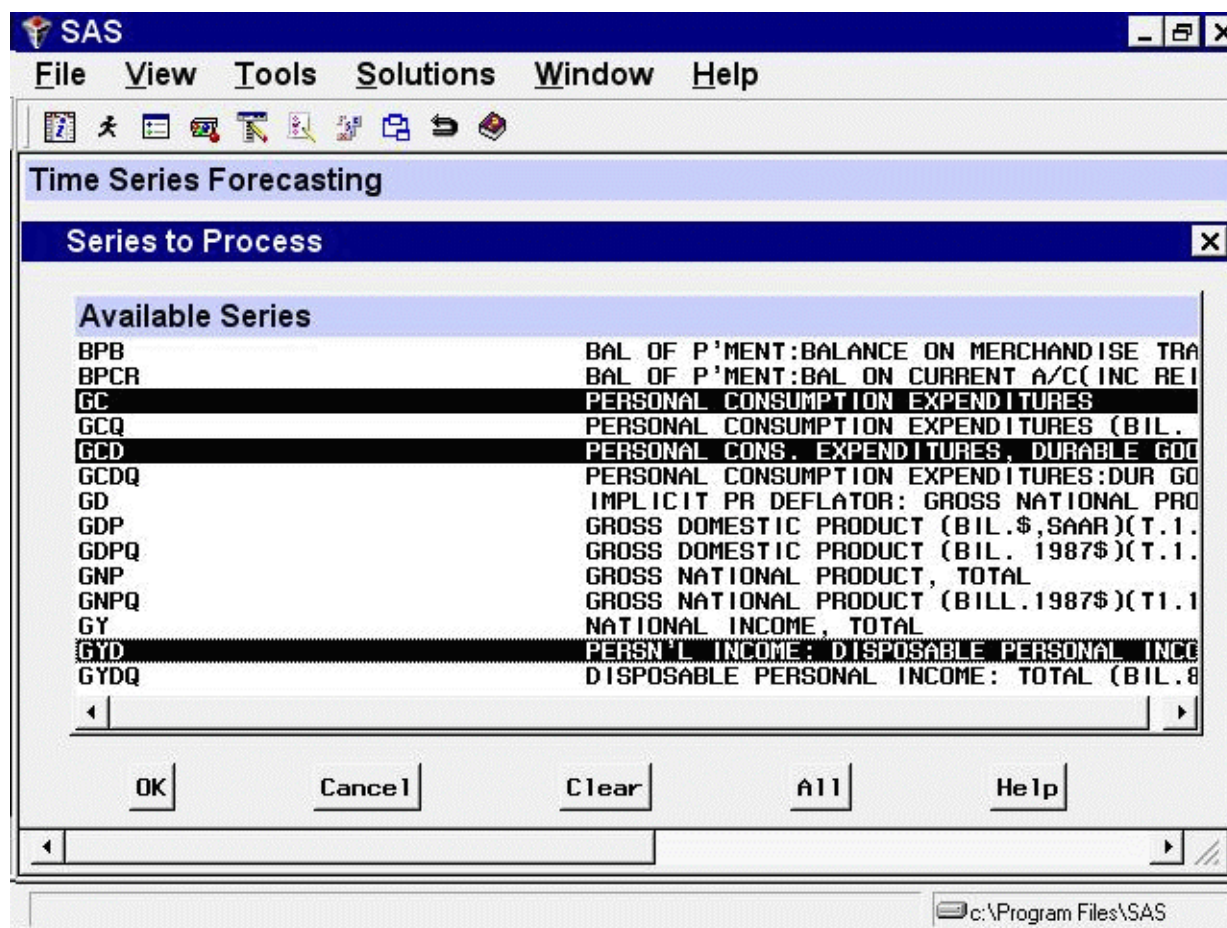 SAS
File View Tools Solutions Window Help
Time Series Forecasting
Series to Process
Available Series
BPB BAL OF P'MENT:BALANCE ON MERCHANDISE TRA
BPCR BAL OF P'MENT:BAL ON CURRENT A/C(INC REI
GC PERSONAL CONSUMPTION EXPENDITURES
GCQ PERSONAL CONSUMPTION EXPENDITURES (BIL.
GCD PERSONAL CONS. EXPENDITURES, DURABLE GOO
GCDQ PERSONAL CONSUMPTION EXPENDITURES:DUR GO
GD IMPLICIT PR DEFLATOR: GROSS NATIONAL PRO
GDP GROSS DOMESTIC PRODUCT (BIL.$,SAAR)(T.1.
GDPQ GROSS DOMESTIC PRODUCT (BIL. 1987$)(T.1.
GNP GROSS NATIONAL PRODUCT, TOTAL
GNPQ GROSS NATIONAL PRODUCT (BILL.1987$)(T1.1
GY NATIONAL INCOME, TOTAL
GYD PERSN'L INCOME: DISPOSABLE PERSONAL INCO
GYDQ DISPOSABLE PERSONAL INCOME: TOTAL (BIL.8
OK Cancel Clear All Help
c:\Program Files\SAS